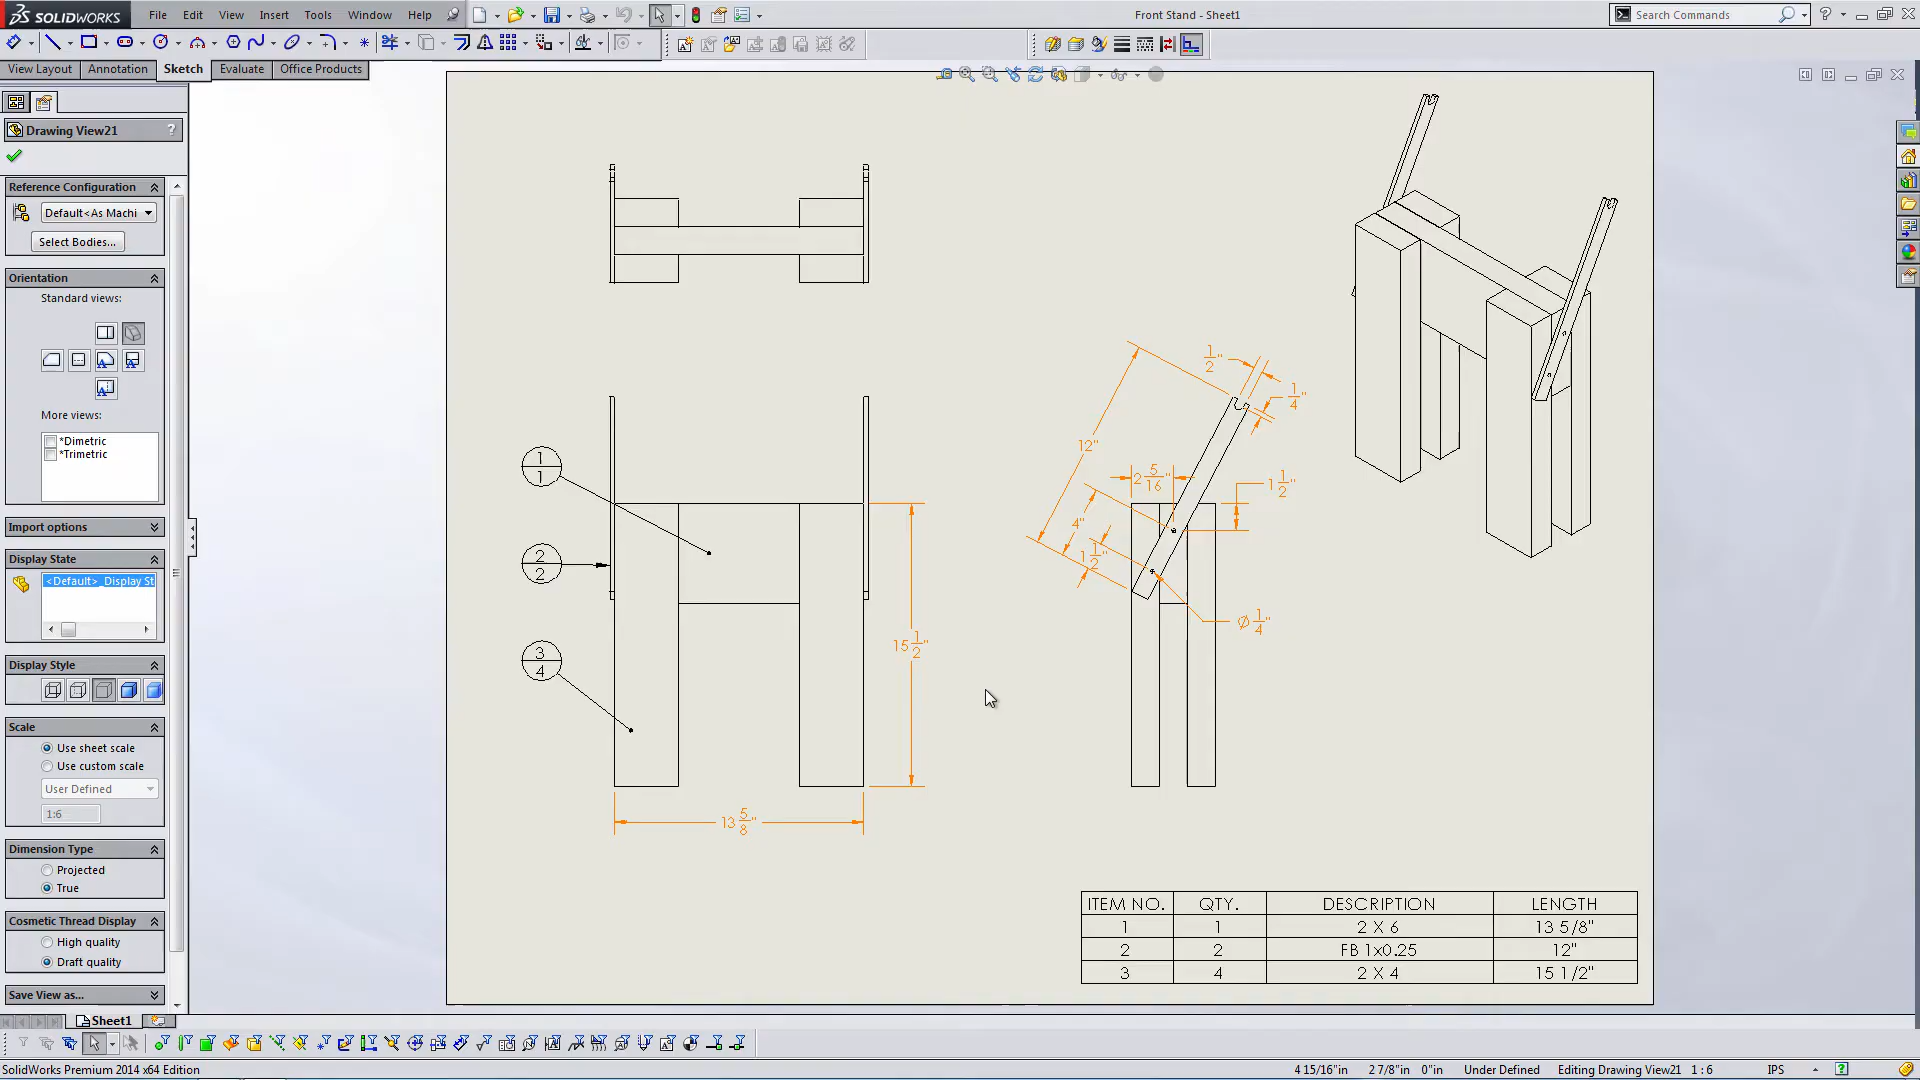 SOLIDWORKS File Edit View Insert Tools Window Help Front Stand - Sheet1 Search Commands
View Layout Annotation Sketch Evaluate Office Products
Drawing View21 ?
Reference Configuration
Default<As Machi
Select Bodies...
Orientation
Standard views:
More views:
*Dimetric
*Trimetric
Import options
Display State
<Default>_Display St
Display Style
Scale
Use sheet scale
Use custom scale
User Defined
1:6
Dimension Type
Projected
True
Cosmetic Thread Display
High quality
Draft quality
Save View as...
1
1
2
2
3
4
15 1/2"
13 5/8"
1/2"
1/4"
12"
2 5/16"
1 1/2"
4"
1 1/2"
Ø 1/4"
ITEM NO. QTY. DESCRIPTION LENGTH
1 1 2 X 6 13 5/8"
2 2 FB 1x0.25 12"
3 4 2 X 4 15 1/2"
Sheet1
SolidWorks Premium 2014 x64 Edition 4 15/16"in 2 7/8"in 0"in Under Defined Editing Drawing View21 1 : 6 IPS